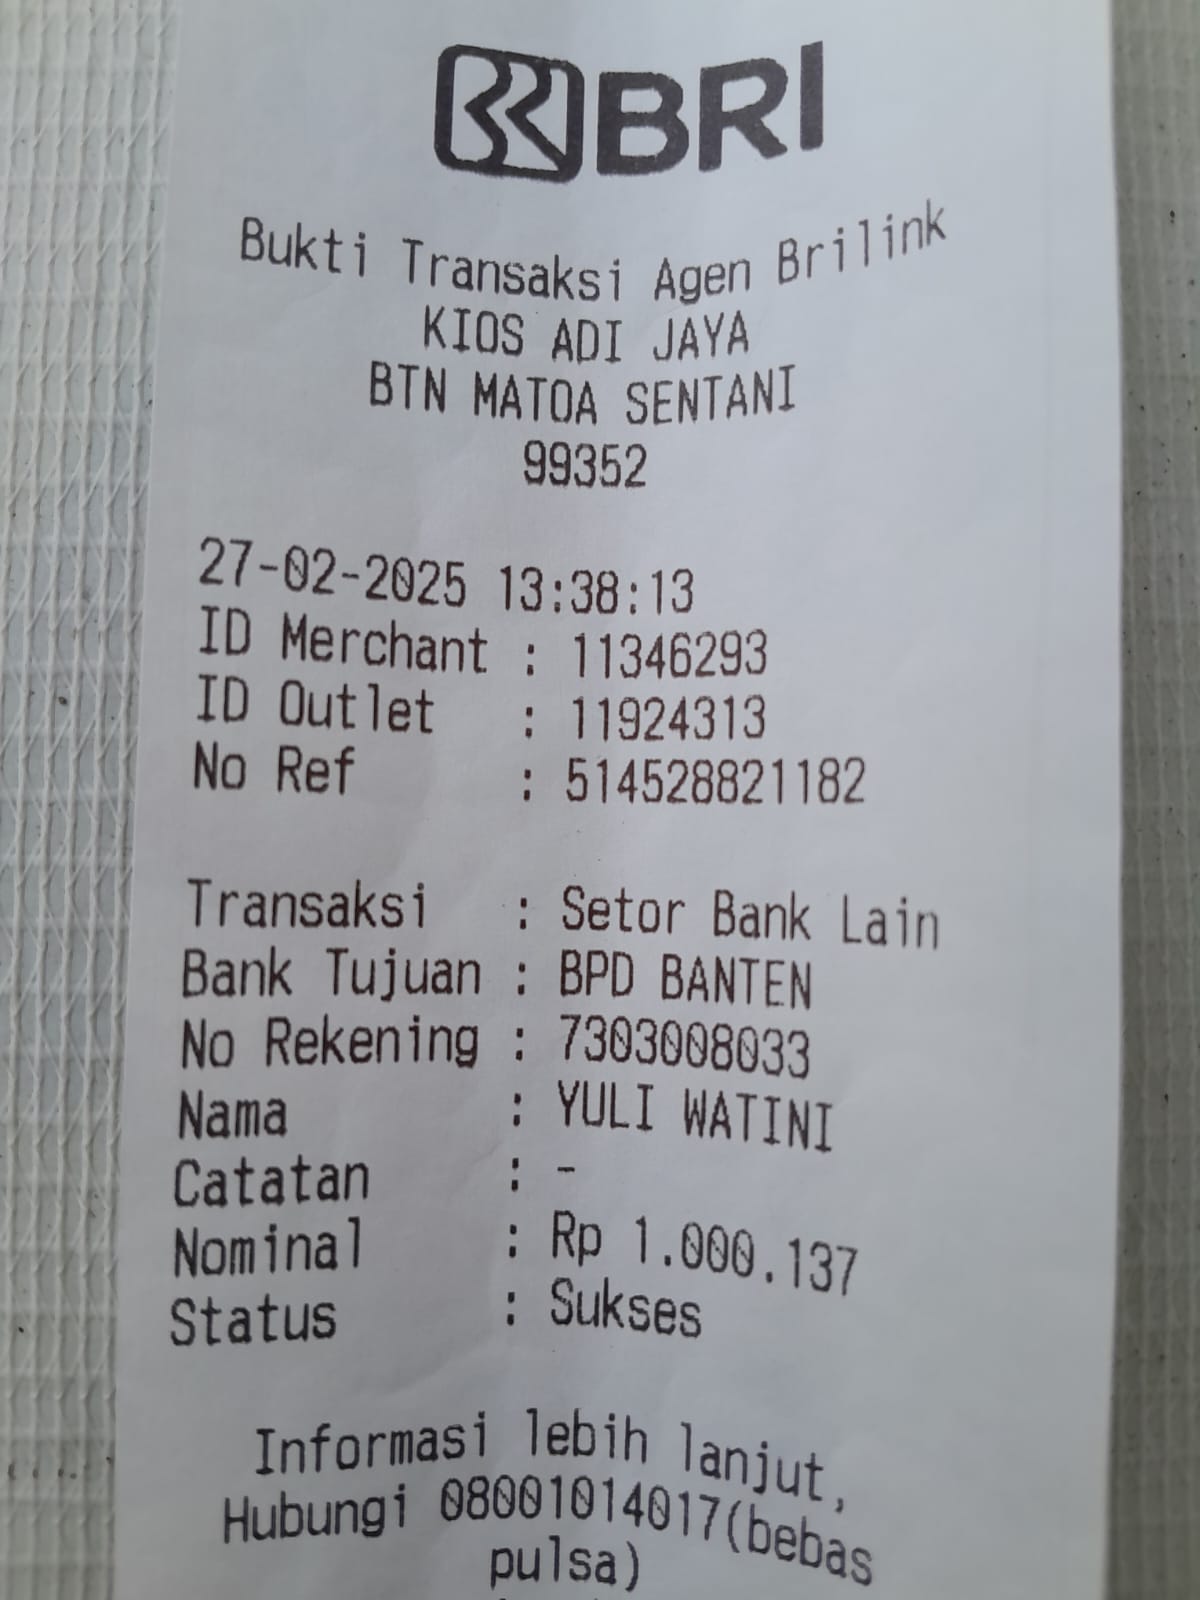 BRI
Bukti Transaksi Agen Brilink
KIOS ADI JAYA
BTN MATOA SENTANI
99352
27-02-2025 13:38:13
ID Merchant : 11346293
ID Outlet : 11924313
No Ref : 514528821182
Transaksi : Setor Bank Lain
Bank Tujuan : BPD BANTEN
No Rekening : 7303008033
Nama : YULI WATINI
Catatan : -
Nominal : Rp 1.000.137
Status : Sukses
Informasi lebih lanjut,
Hubungi 08001014017(bebas
pulsa)